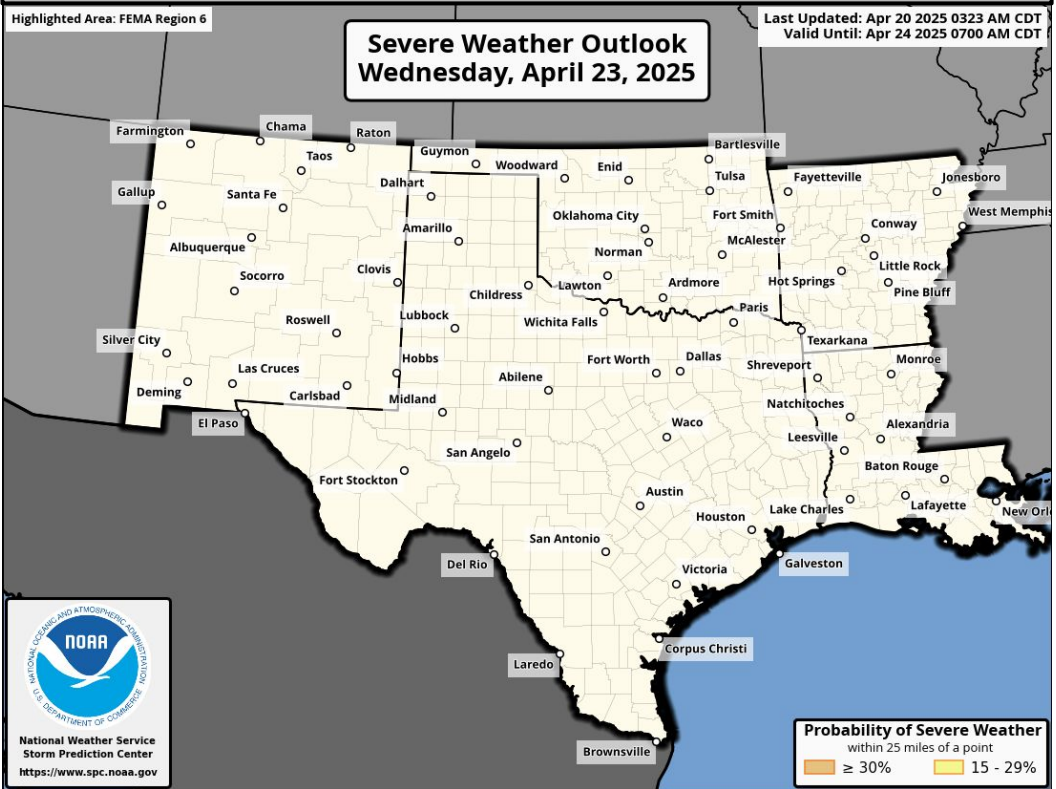 Highlighted Area: FEMA Region 6
Severe Weather Outlook
Wednesday, April 23, 2025
Last Updated: Apr 20 2025 0323 AM CDT
Valid Until: Apr 24 2025 0700 AM CDT
Farmington
Chama
Raton
Taos
Guymon
Woodward
Enid
Bartlesville
Tulsa
Fayetteville
Jonesboro
Gallup
Santa Fe
Dalhart
Amarillo
Oklahoma City
Fort Smith
West Memphis
Albuquerque
Norman
McAlester
Conway
Socorro
Clovis
Childress
Lawton
Ardmore
Hot Springs
Little Rock
Pine Bluff
Roswell
Lubbock
Wichita Falls
Paris
Texarkana
Silver City
Hobbs
Fort Worth
Dallas
Shreveport
Monroe
Deming
Las Cruces
Carlsbad
Midland
Abilene
Natchitoches
El Paso
San Angelo
Waco
Leesville
Alexandria
Fort Stockton
Baton Rouge
Austin
Houston
Lake Charles
Lafayette
New Orl
San Antonio
Del Rio
Galveston
Victoria
Laredo
Corpus Christi
Brownsville
NATIONAL OCEANIC AND ATMOSPHERIC ADMINISTRATION
NOAA
U.S. DEPARTMENT OF COMMERCE
National Weather Service
Storm Prediction Center
https://www.spc.noaa.gov
Probability of Severe Weather
within 25 miles of a point
≥ 30%
15 - 29%